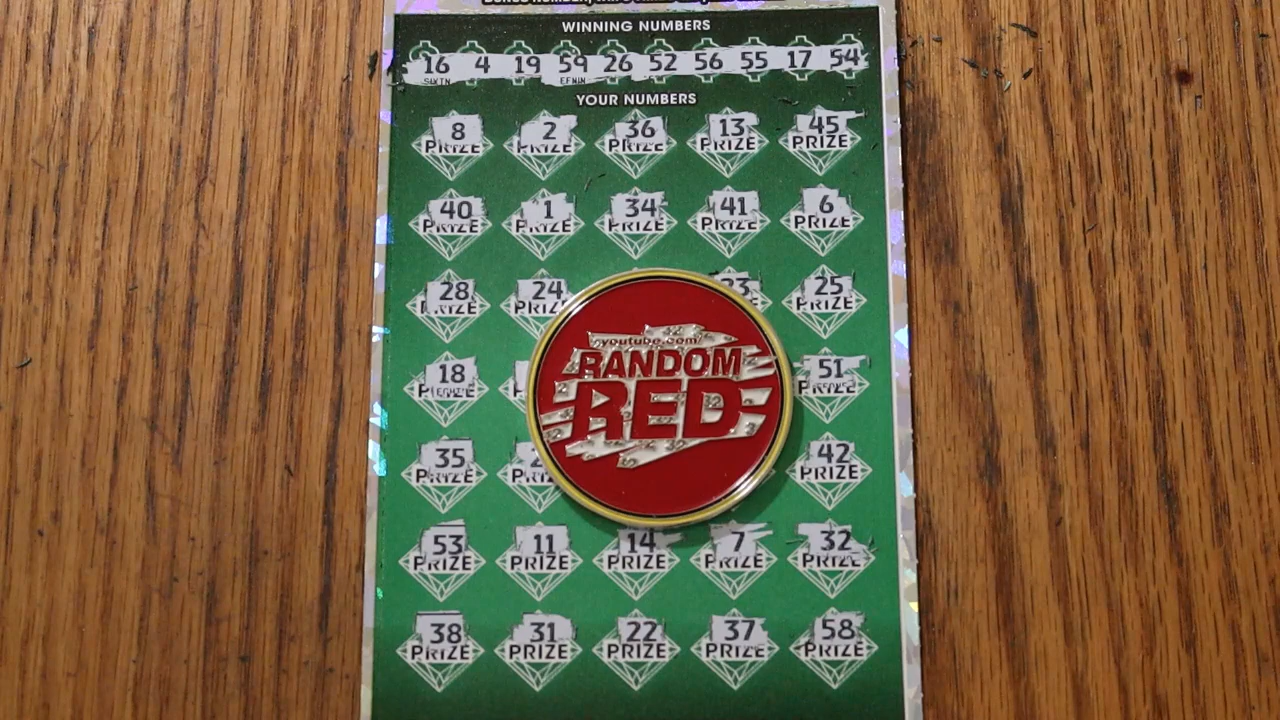 WINNING NUMBERS
16 4 19 59 26 52 56 55 17 54
YOUR NUMBERS
8 2 36 13 45
PRIZE PRIZE PRIZE PRIZE PRIZE
40 1 34 41 6
PRIZE PRIZE PRIZE PRIZE PRIZE
28 24 23 25
PRIZE PRIZ PRIZE
18 51
PRIZE PRIZE
youtube.com/
RANDOM
RED
35 42
PRIZE PRIZE
53 11 14 7 32
PRIZE PRIZE PRIZE PRIZE PRIZE
38 31 22 37 58
PRIZE PRIZE PRIZE PRIZE PRIZE